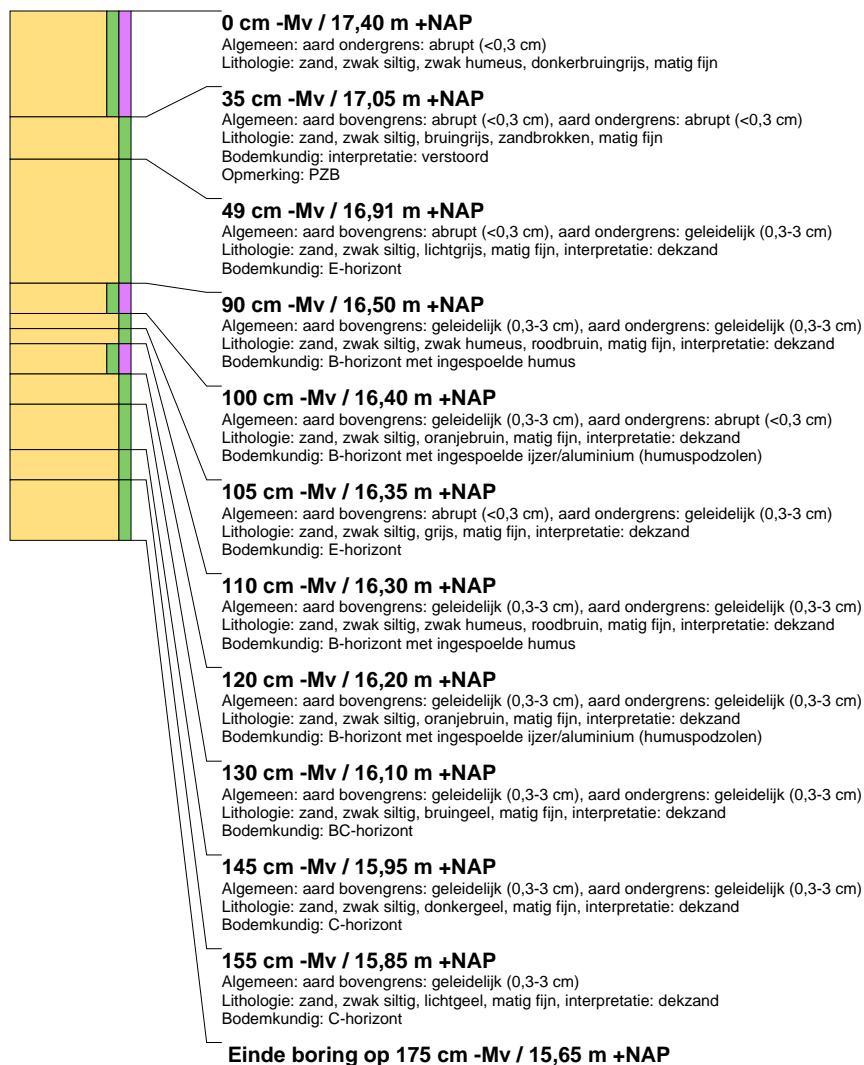 0 cm -Mv / 17,40 m +NAP
Algemeen: aard ondergrens: abrupt (<0,3 cm)
Lithologie: zand, zwak siltig, zwak humeus, donkerbruingrijs, matig fijn
35 cm -Mv / 17,05 m +NAP
Algemeen: aard bovengrens: abrupt (<0,3 cm), aard ondergrens: abrupt (<0,3 cm)
Lithologie: zand, zwak siltig, bruingrijs, zandbrokken, matig fijn
Bodemkundig: interpretatie: verstoord
Opmerking: PZB
49 cm -Mv / 16,91 m +NAP
Algemeen: aard bovengrens: abrupt (<0,3 cm), aard ondergrens: geleidelijk (0,3-3 cm)
Lithologie: zand, zwak siltig, lichtgrijs, matig fijn, interpretatie: dekzand
Bodemkundig: E-horizont
90 cm -Mv / 16,50 m +NAP
Algemeen: aard bovengrens: geleidelijk (0,3-3 cm), aard ondergrens: geleidelijk (0,3-3 cm)
Lithologie: zand, zwak siltig, zwak humeus, roodbruin, matig fijn, interpretatie: dekzand
Bodemkundig: B-horizont met ingespoelde humus
100 cm -Mv / 16,40 m +NAP
Algemeen: aard bovengrens: geleidelijk (0,3-3 cm), aard ondergrens: abrupt (<0,3 cm)
Lithologie: zand, zwak siltig, oranjebruin, matig fijn, interpretatie: dekzand
Bodemkundig: B-horizont met ingespoelde ijzer/aluminium (humuspodzolen)
105 cm -Mv / 16,35 m +NAP
Algemeen: aard bovengrens: abrupt (<0,3 cm), aard ondergrens: geleidelijk (0,3-3 cm)
Lithologie: zand, zwak siltig, grijs, matig fijn, interpretatie: dekzand
Bodemkundig: E-horizont
110 cm -Mv / 16,30 m +NAP
Algemeen: aard bovengrens: geleidelijk (0,3-3 cm), aard ondergrens: geleidelijk (0,3-3 cm)
Lithologie: zand, zwak siltig, zwak humeus, roodbruin, matig fijn, interpretatie: dekzand
Bodemkundig: B-horizont met ingespoelde humus
120 cm -Mv / 16,20 m +NAP
Algemeen: aard bovengrens: geleidelijk (0,3-3 cm), aard ondergrens: geleidelijk (0,3-3 cm)
Lithologie: zand, zwak siltig, oranjebruin, matig fijn, interpretatie: dekzand
Bodemkundig: B-horizont met ingespoelde ijzer/aluminium (humuspodzolen)
130 cm -Mv / 16,10 m +NAP
Algemeen: aard bovengrens: geleidelijk (0,3-3 cm), aard ondergrens: geleidelijk (0,3-3 cm)
Lithologie: zand, zwak siltig, bruingeel, matig fijn, interpretatie: dekzand
Bodemkundig: BC-horizont
145 cm -Mv / 15,95 m +NAP
Algemeen: aard bovengrens: geleidelijk (0,3-3 cm), aard ondergrens: geleidelijk (0,3-3 cm)
Lithologie: zand, zwak siltig, donkergeel, matig fijn, interpretatie: dekzand
Bodemkundig: C-horizont
155 cm -Mv / 15,85 m +NAP
Algemeen: aard bovengrens: geleidelijk (0,3-3 cm)
Lithologie: zand, zwak siltig, lichtgeel, matig fijn, interpretatie: dekzand
Bodemkundig: C-horizont
Einde boring op 175 cm -Mv / 15,65 m +NAP